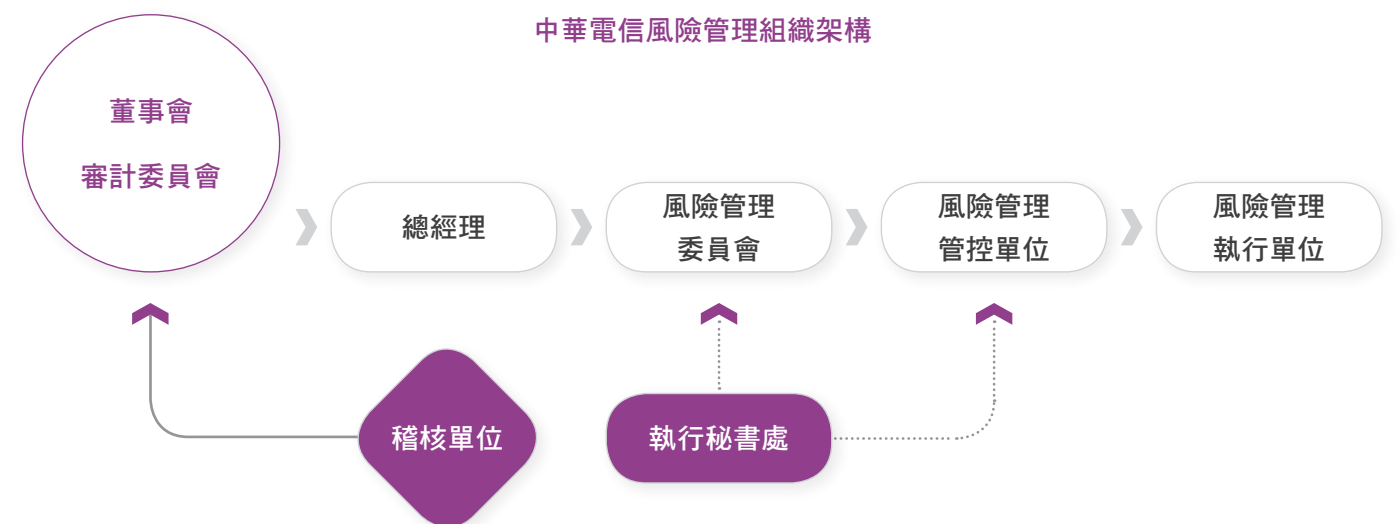 中華電信風險管理組織架構
董事會
審計委員會
總經理
風險管理
委員會
風險管理
管控單位
風險管理
執行單位
稽核單位
執行秘書處